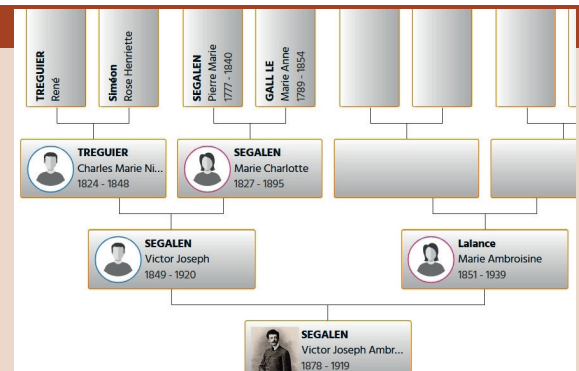 TREGUIER
René
Siméon
Rose Henriette
SEGALEN
Pierre Marie
1777 - 1840
GALL LE
Marie Anne
1789 - 1854
TREGUIER
Charles Marie Ni...
1824 - 1848
SEGALEN
Marie Charlotte
1827 - 1895
SEGALEN
Victor Joseph
1849 - 1920
Lalance
Marie Ambroisine
1851 - 1939
SEGALEN
Victor Joseph Ambr...
1878 - 1919